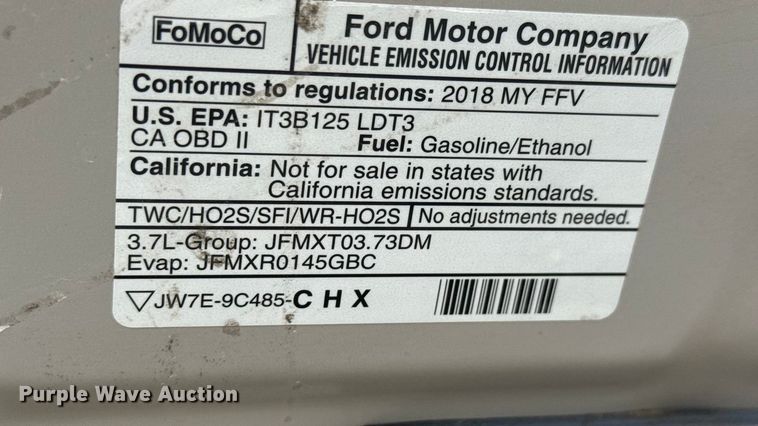 FoMoCo
Ford Motor Company
VEHICLE EMISSION CONTROL INFORMATION
Conforms to regulations: 2018 MY FFV
U.S. EPA: IT3B125 LDT3
CA OBD II Fuel: Gasoline/Ethanol
California: Not for sale in states with
California emissions standards.
TWC/HO2S/SFI/WR-HO2S No adjustments needed.
3.7L-Group: JFMXT03.73DM
Evap: JFMXR0145GBC
JW7E-9C485-CHX
Purple Wave Auction